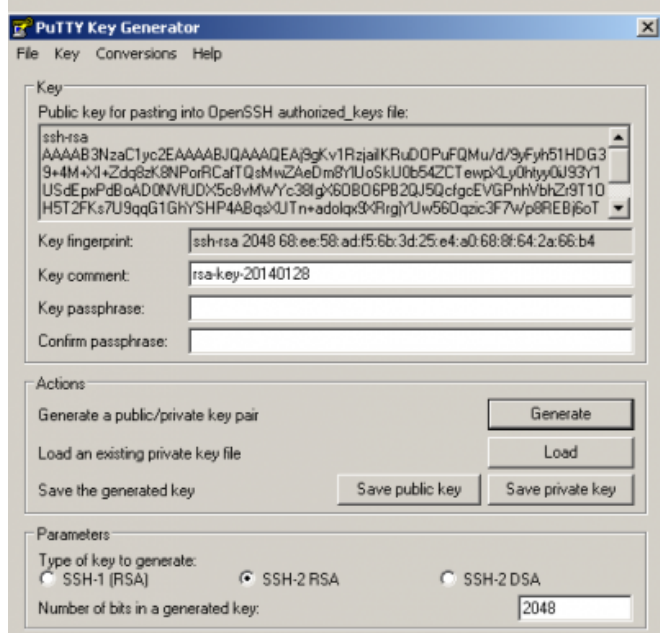 PuTTY Key Generator
File Key Conversions Help
Key
Public key for pasting into OpenSSH authorized_keys file:
ssh-rsa
Key fingerprint: ssh-rsa 2048 68:ee:58:ad:f5:6b:3d:25:e4:a0:68:8f:64:2a:66:b4
Key comment: rsa-key-20140128
Key passphrase:
Confirm passphrase:
Actions
Generate a public/private key pair Generate
Load an existing private key file Load
Save the generated key Save public key Save private key
Parameters
Type of key to generate:
SSH-1 (RSA) SSH-2 RSA SSH-2 DSA
Number of bits in a generated key: 2048